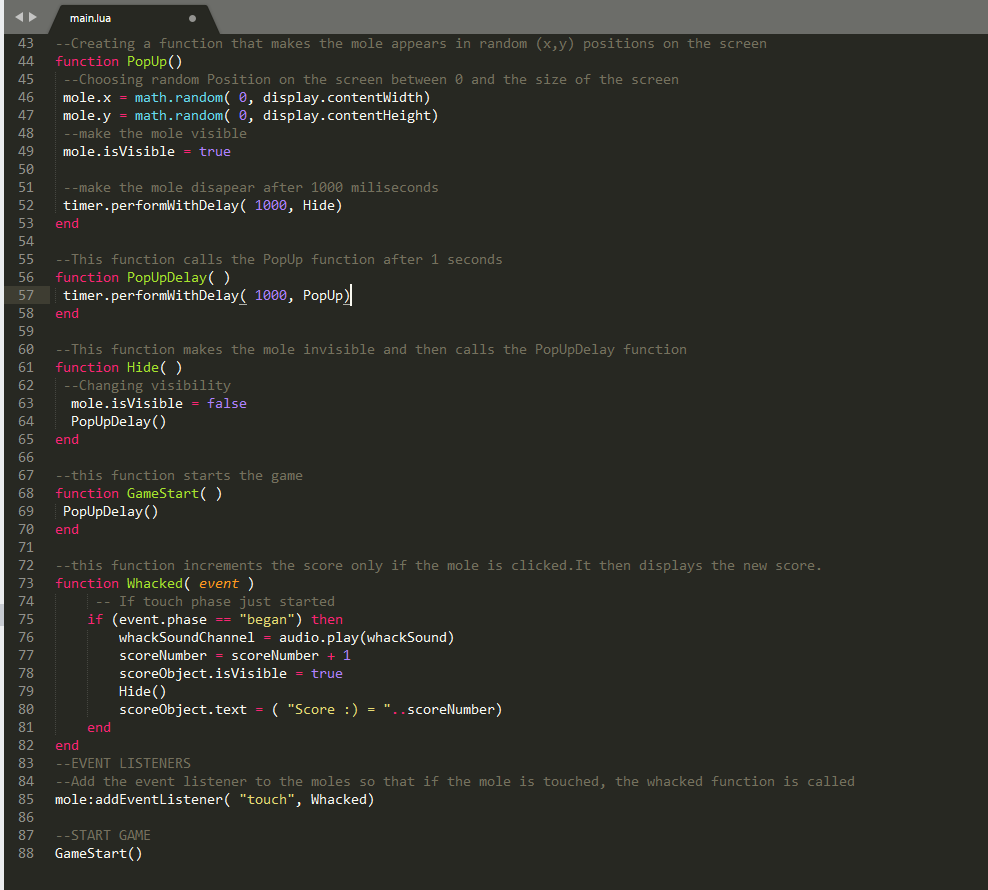 main.lua
43 --Creating a function that makes the mole appears in random (x,y) positions on the screen
44 function PopUp()
45 --Choosing random Position on the screen between 0 and the size of the screen
46 mole.x = math.random( 0, display.contentWidth)
47 mole.y = math.random( 0, display.contentHeight)
48 --make the mole visible
49 mole.isVisible = true
50
51 --make the mole disapear after 1000 miliseconds
52 timer.performWithDelay( 1000, Hide)
53 end
54
55 --This function calls the PopUp function after 1 seconds
56 function PopUpDelay( )
57 timer.performWithDelay( 1000, PopUp)
58 end
59
60 --This function makes the mole invisible and then calls the PopUpDelay function
61 function Hide( )
62 --Changing visibility
63 mole.isVisible = false
64 PopUpDelay()
65 end
66
67 --this function starts the game
68 function GameStart( )
69 PopUpDelay()
70 end
71
72 --this function increments the score only if the mole is clicked.It then displays the new score.
73 function Whacked( event )
74 -- If touch phase just started
75 if (event.phase == "began") then
76 whackSoundChannel = audio.play(whackSound)
77 scoreNumber = scoreNumber + 1
78 scoreObject.isVisible = true
79 Hide()
80 scoreObject.text = ( "Score :) = "..scoreNumber)
81 end
82 end
83 --EVENT LISTENERS
84 --Add the event listener to the moles so that if the mole is touched, the whacked function is called
85 mole:addEventListener( "touch", Whacked)
86
87 --START GAME
88 GameStart()